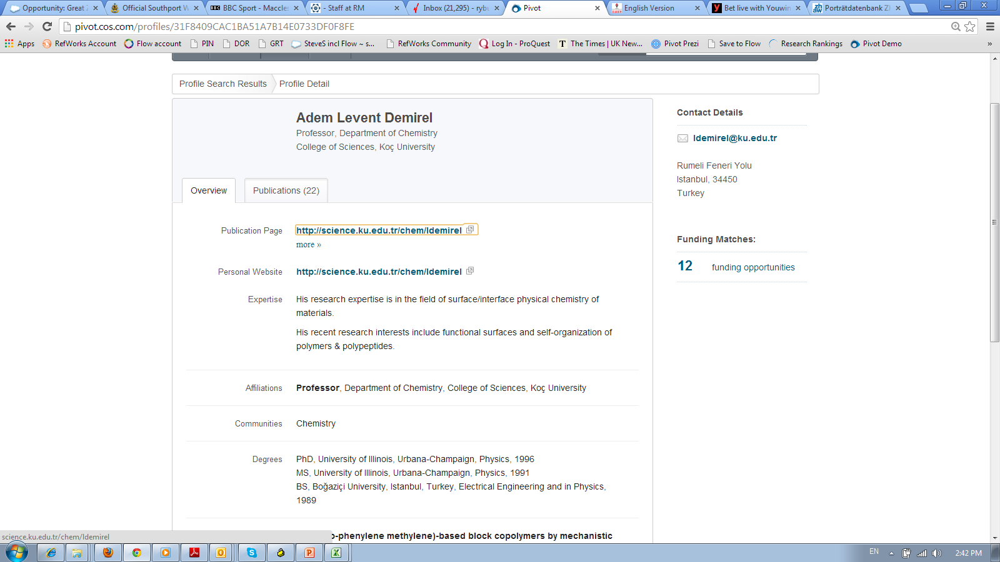 Opportunity: Great
Official Southport W
BBC BBC Sport - Maccles
- Staff at RM
Inbox (21,295) - rybu
Pivot
English Version
Bet live with Youwin
Porträtdatenbank
pivot.cos.com/profiles/31F8409CAC1BA51A7B14E0733DF0F8FE
Apps
RefWorks Account
Flow account
PIN
DOR
GRT
SteveS incl Flow ~ s...
RefWorks Community
Log In - ProQuest
The Times | UK New...
Pivot Prezi
Save to Flow
Research Rankings
Pivot Demo
»
Profile Search Results
Profile Detail
Adem Levent Demirel
Professor, Department of Chemistry
College of Sciences, Koç University
Overview
Publications (22)
Publication Page
http://science.ku.edu.tr/chem/ldemirel
more »
Personal Website
http://science.ku.edu.tr/chem/ldemirel
Expertise
His research expertise is in the field of surface/interface physical chemistry of
materials.
His recent research interests include functional surfaces and self-organization of
polymers & polypeptides.
Affiliations
Professor, Department of Chemistry, College of Sciences, Koç University
Communities
Chemistry
Degrees
PhD, University of Illinois, Urbana-Champaign, Physics, 1996
MS, University of Illinois, Urbana-Champaign, Physics, 1991
BS, Boğaziçi University, Istanbul, Turkey, Electrical Engineering and in Physics,
1989
-phenylene methylene)-based block copolymers by mechanistic
Contact Details
ldemirel@ku.edu.tr
Rumeli Feneri Yolu
Istanbul, 34450
Turkey
Funding Matches:
12 funding opportunities
science.ku.edu.tr/chem/ldemirel
EN
2:42 PM